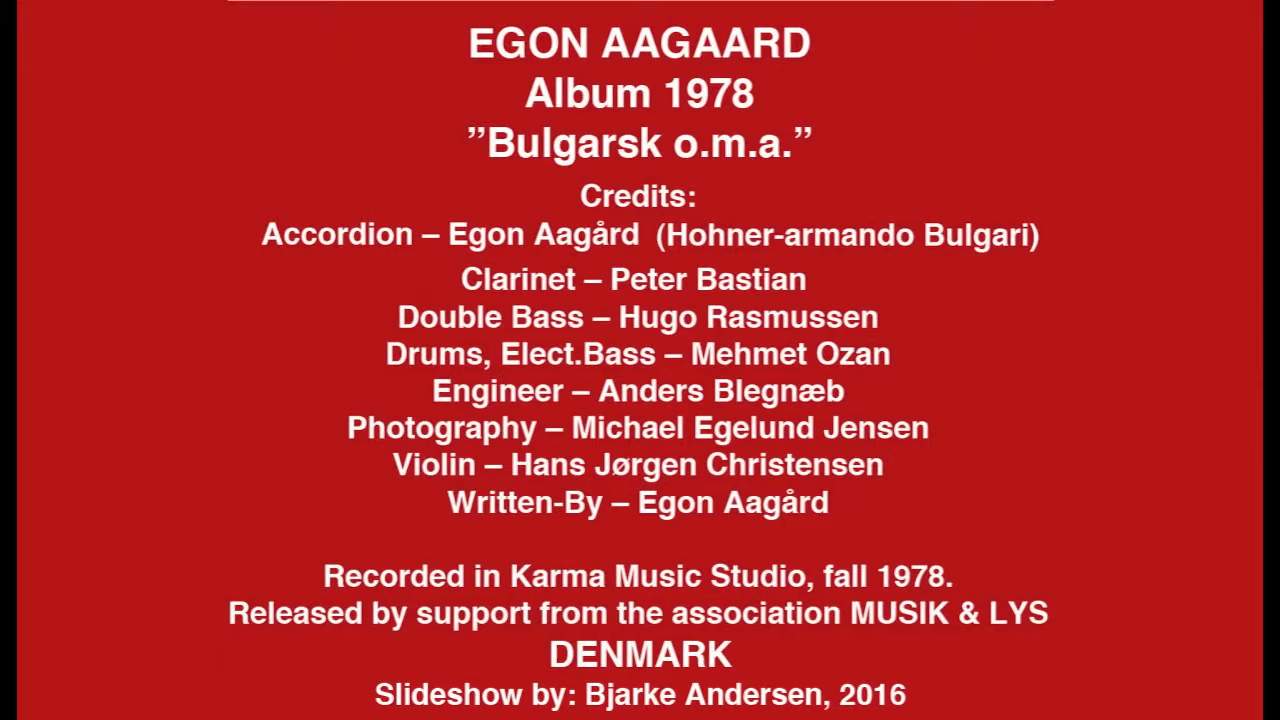 EGON AAGAARD
Album 1978
”Bulgarsk o.m.a.”
Credits:
Accordion – Egon Aagård (Hohner-armando Bulgari)
Clarinet – Peter Bastian
Double Bass – Hugo Rasmussen
Drums, Elect.Bass – Mehmet Ozan
Engineer – Anders Blegnæb
Photography – Michael Egelund Jensen
Violin – Hans Jørgen Christensen
Written-By – Egon Aagård
Recorded in Karma Music Studio, fall 1978.
Released by support from the association MUSIK & LYS
DENMARK
Slideshow by: Bjarke Andersen, 2016